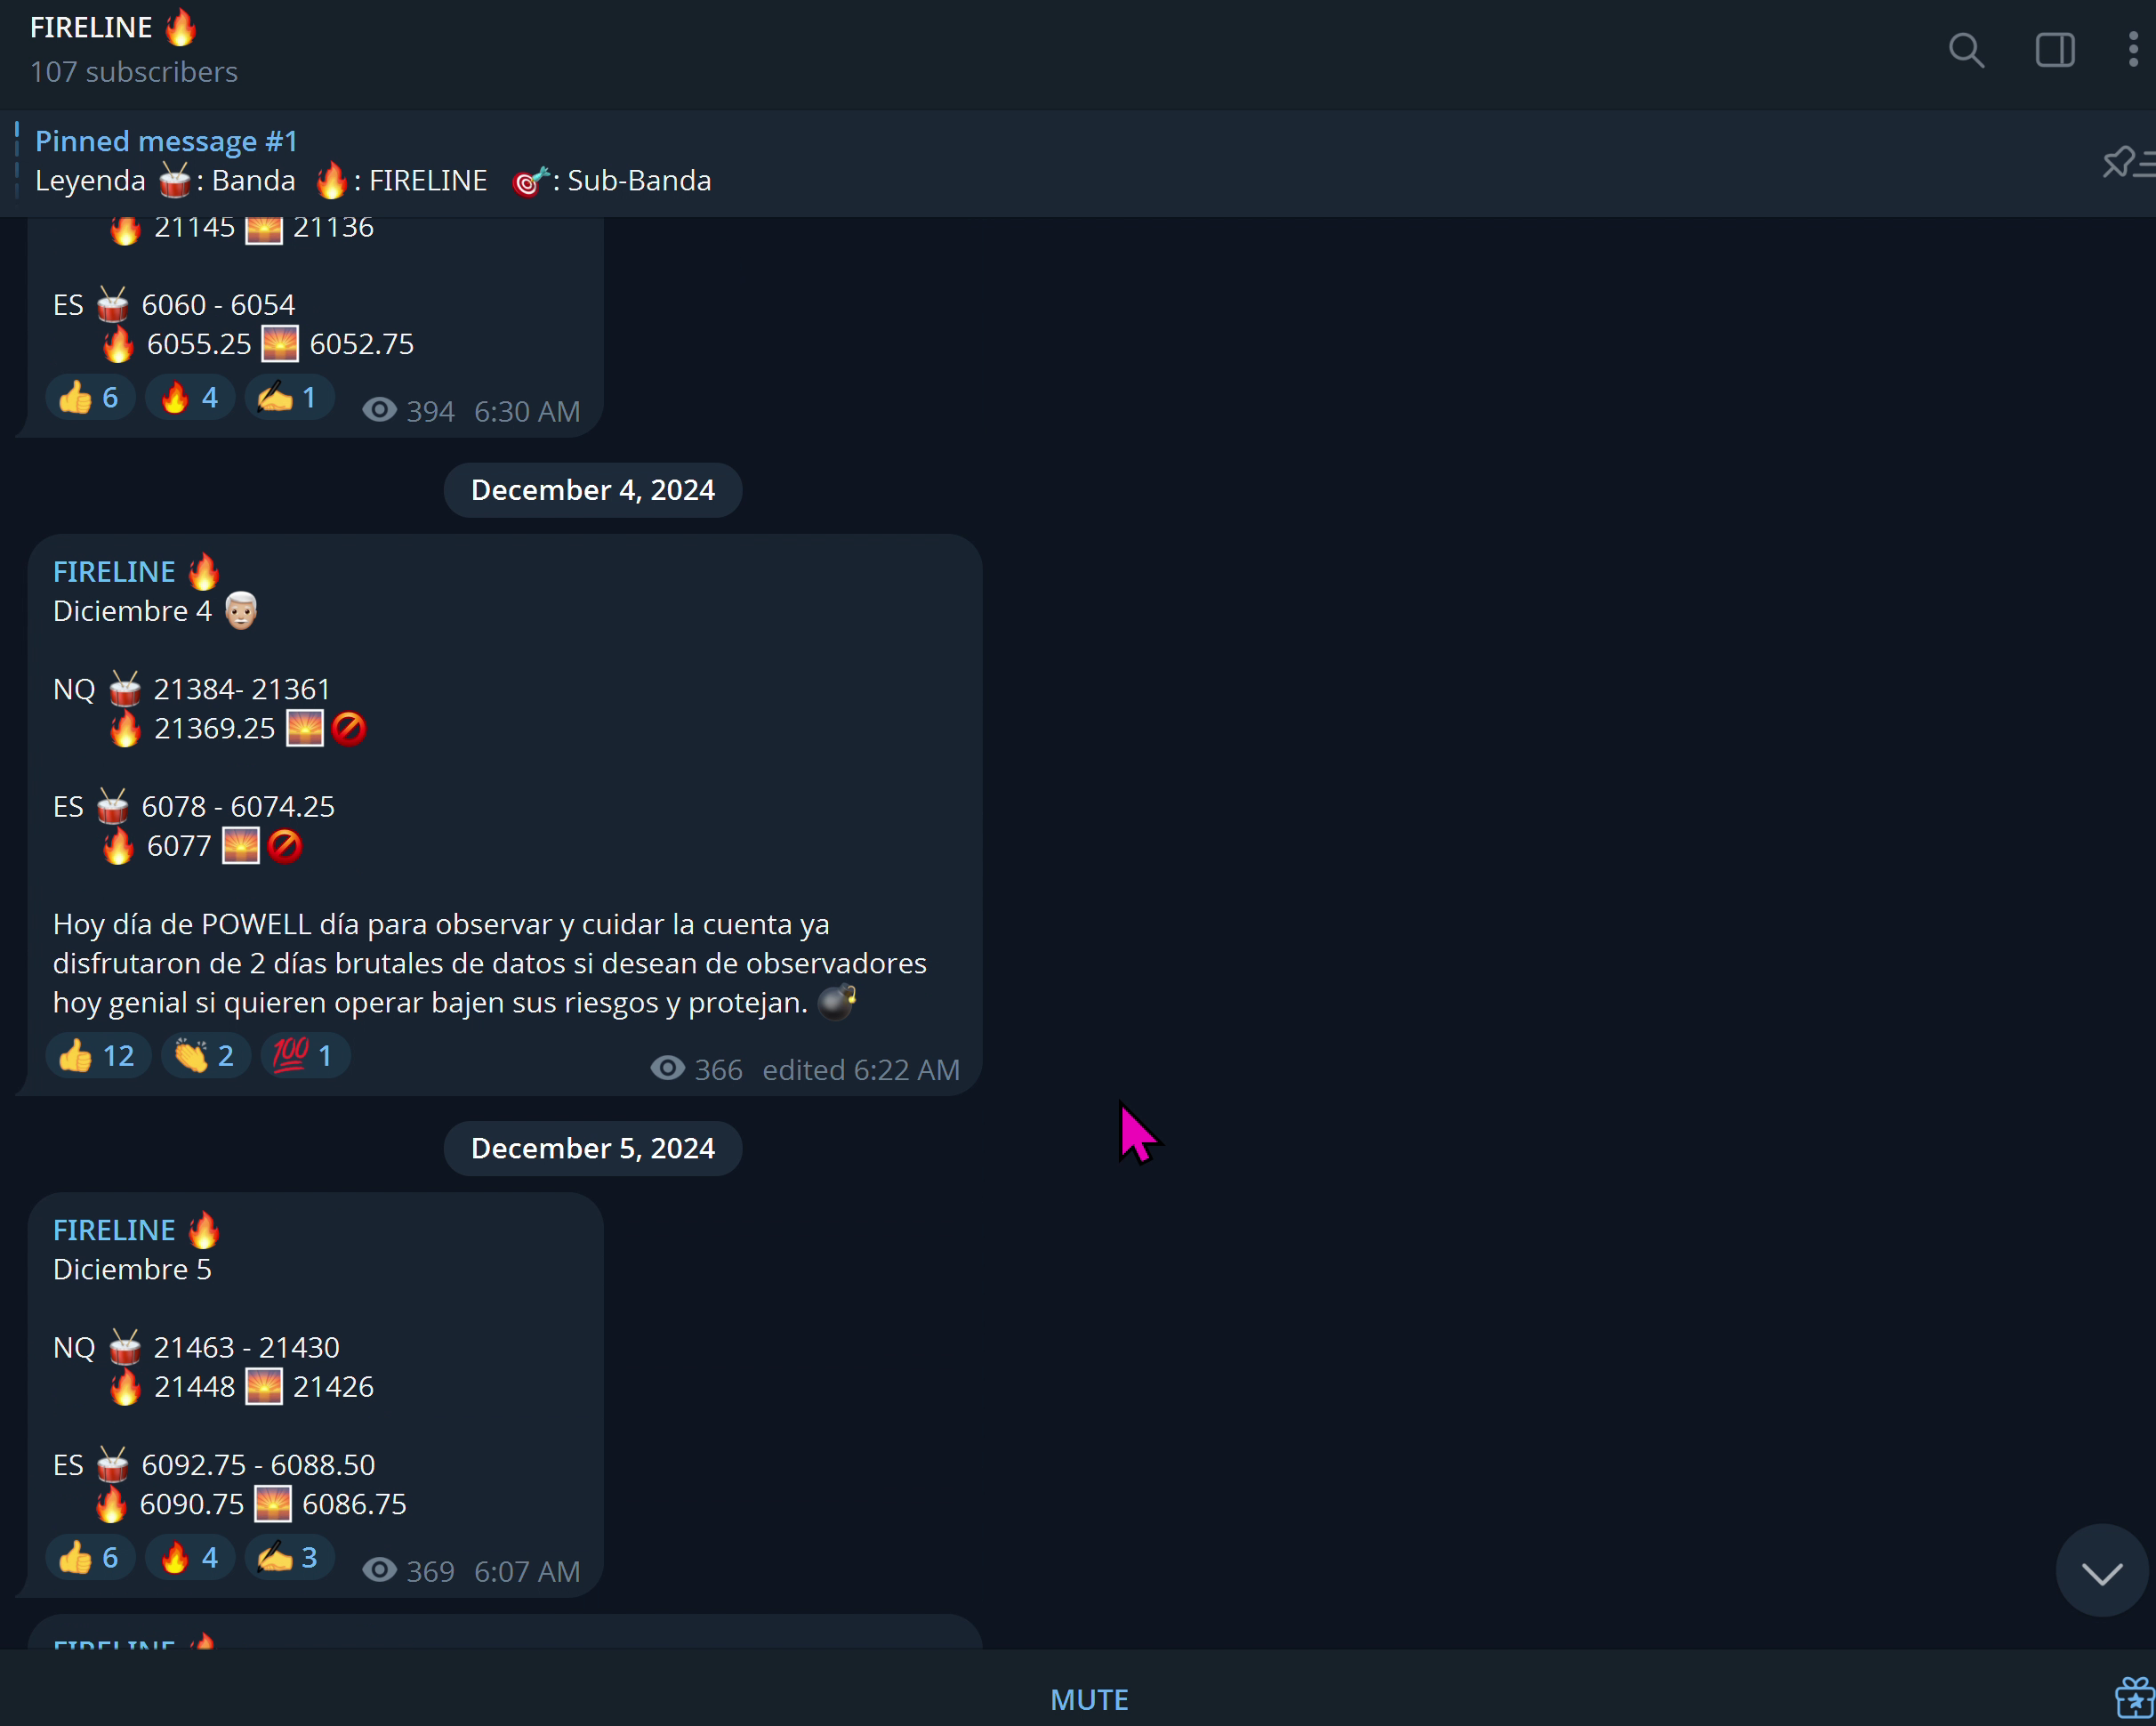 FIRELINE 🔥
107 subscribers
Pinned message #1
Leyenda 🥁: Banda 🔥: FIRELINE 🎯: Sub-Banda
🔥 21145 🌅 21136
ES 🥁 6060 - 6054
🔥 6055.25 🌅 6052.75
👍 6 🔥 4 ✍ 1 394 6:30 AM
December 4, 2024
FIRELINE 🔥
Diciembre 4 👨🏼‍🦳
NQ 🥁 21384- 21361
🔥 21369.25 🌅🚫
ES 🥁 6078 - 6074.25
🔥 6077 🌅🚫
Hoy día de POWELL día para observar y cuidar la cuenta ya
disfrutaron de 2 días brutales de datos si desean de observadores
hoy genial si quieren operar bajen sus riesgos y protejan. 💣
👍 12 👏 2 💯 1 366 edited 6:22 AM
December 5, 2024
FIRELINE 🔥
Diciembre 5
NQ 🥁 21463 - 21430
🔥 21448 🌅 21426
ES 🥁 6092.75 - 6088.50
🔥 6090.75 🌅 6086.75
👍 6 🔥 4 ✍ 3 369 6:07 AM
FIRELINE 🔥
MUTE